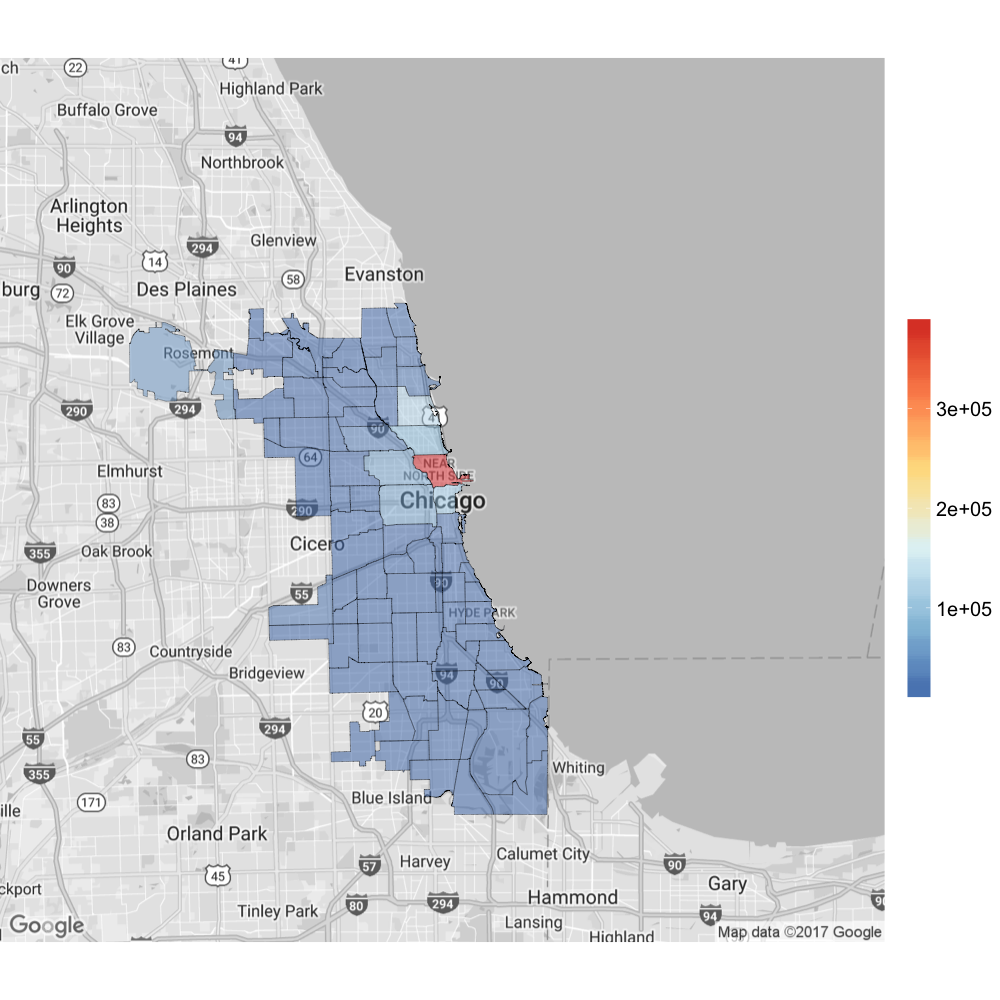 41
ch
22
Highland Park
Buffalo Grove
94
Northbrook
Arlington
Heights
294
Glenview
90
14
Evanston
58
burg
72
Des Plaines
Elk Grove
Village
Rosemont
290
294
41
90
64
NEAR
NORTH SIDE
Elmhurst
Chicago
83
290
38
355
Oak Brook
Cicero
Downers
Grove
55
90
HYDE PARK
83
Countryside
Bridgeview
94
90
20
55
294
83
355
Whiting
171
Blue Island
ille
Orland Park
57
Harvey
Calumet City
90
45
Gary
ckport
Hammond
80
294
90
Tinley Park
94
Lansing
Google
Highland
Map data ©2017 Google
3e+05
2e+05
1e+05